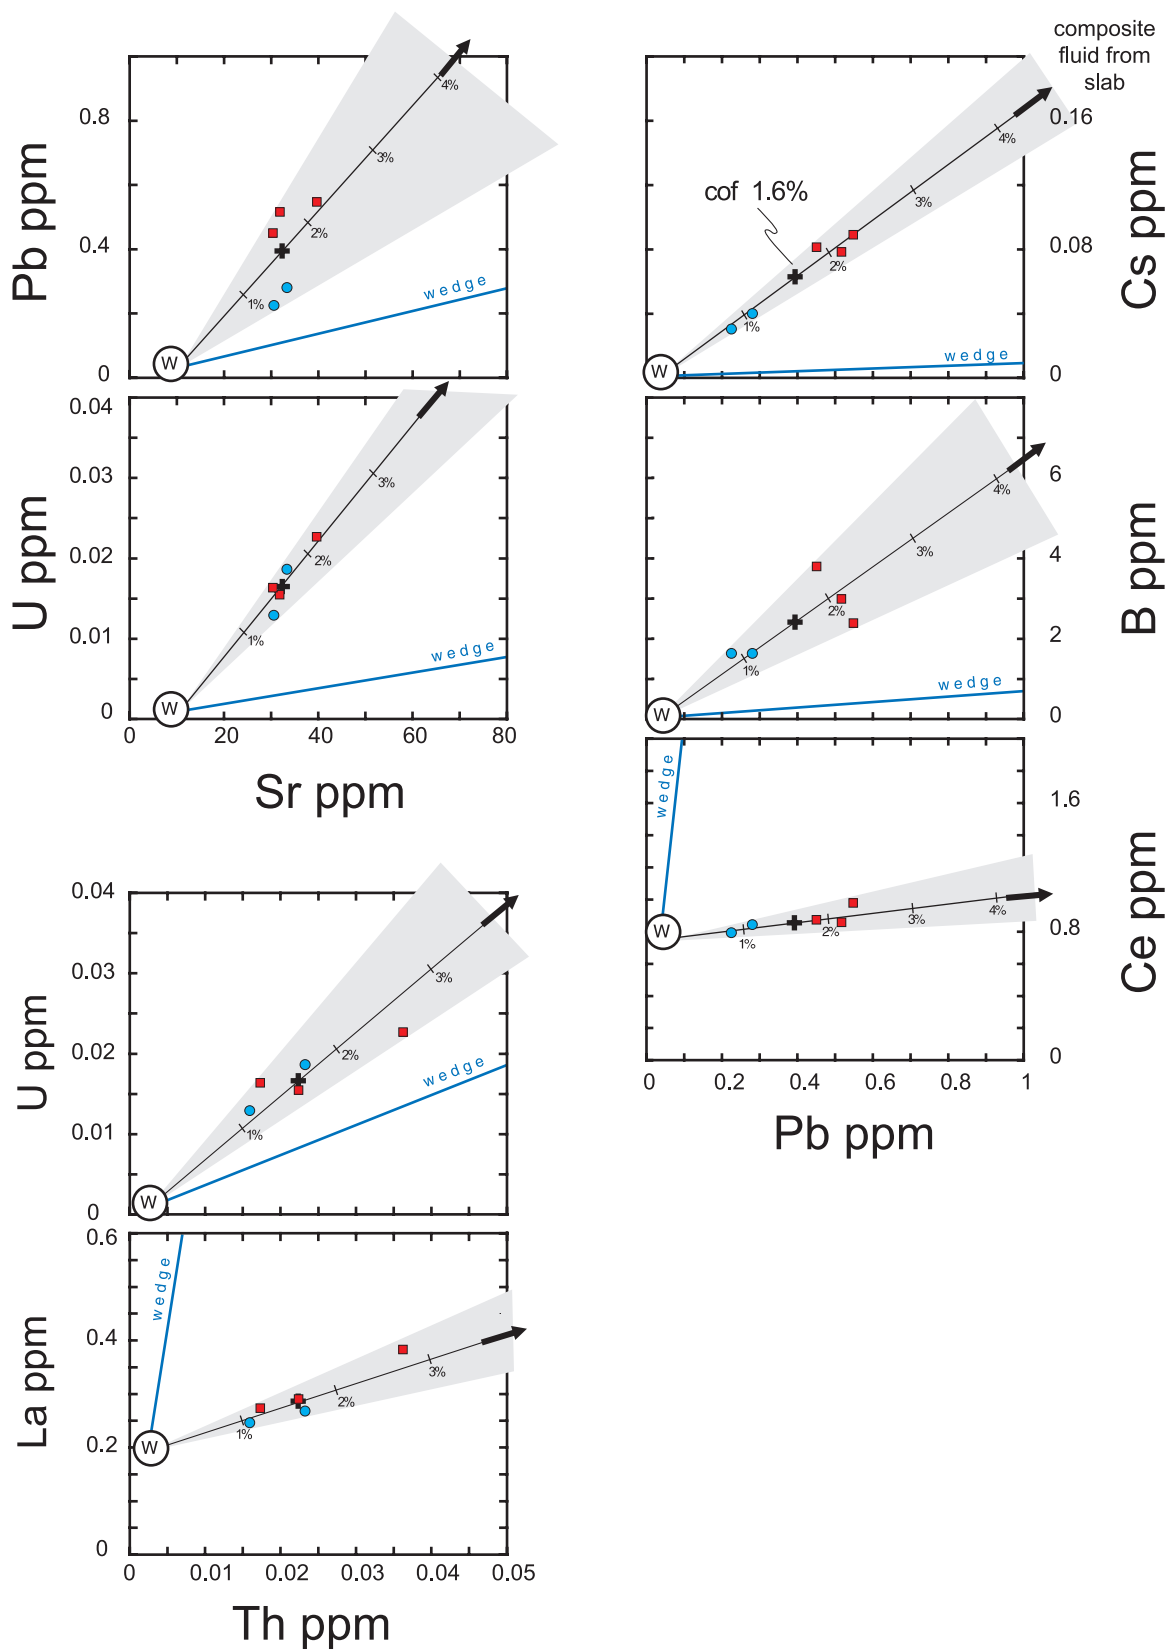 Pb ppm
0.8
0.4
0
4%
3%
2%
1%
wedge
W
U ppm
0.04
0.03
0.02
0.01
0
3%
2%
1%
wedge
W
0
20
40
60
80
Sr ppm
composite
fluid from
slab
Cs ppm
0.16
0.08
0
cof 1.6%
4%
3%
2%
1%
wedge
W
B ppm
6
4
2
0
4%
3%
2%
1%
wedge
W
Ce ppm
1.6
0.8
0
wedge
4%
3%
2%
1%
W
0
0.2
0.4
0.6
0.8
1
Pb ppm
U ppm
0.04
0.03
0.02
0.01
0
3%
2%
1%
wedge
W
La ppm
0.6
0.4
0.2
0
wedge
3%
2%
1%
W
0
0.01
0.02
0.03
0.04
0.05
Th ppm